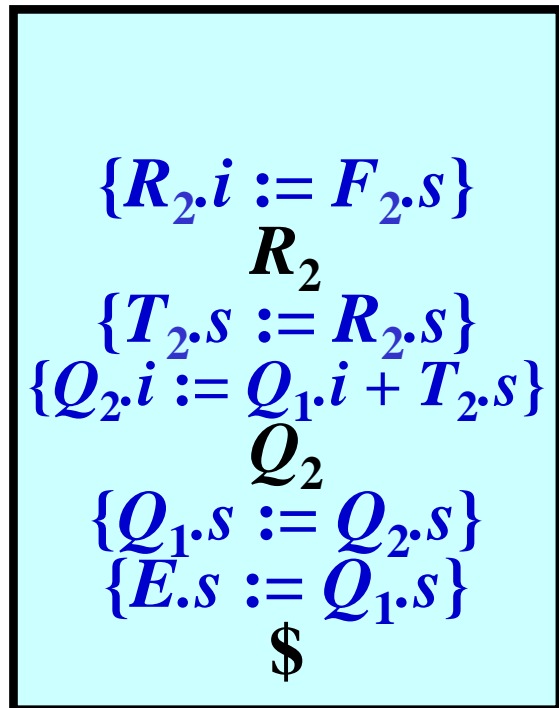 {R₂.i := F₂.s}
R₂
{T₂.s := R₂.s}
{Q₂.i := Q₁.i + T₂.s}
Q₂
{Q₁.s := Q₂.s}
{E.s := Q₁.s}
$